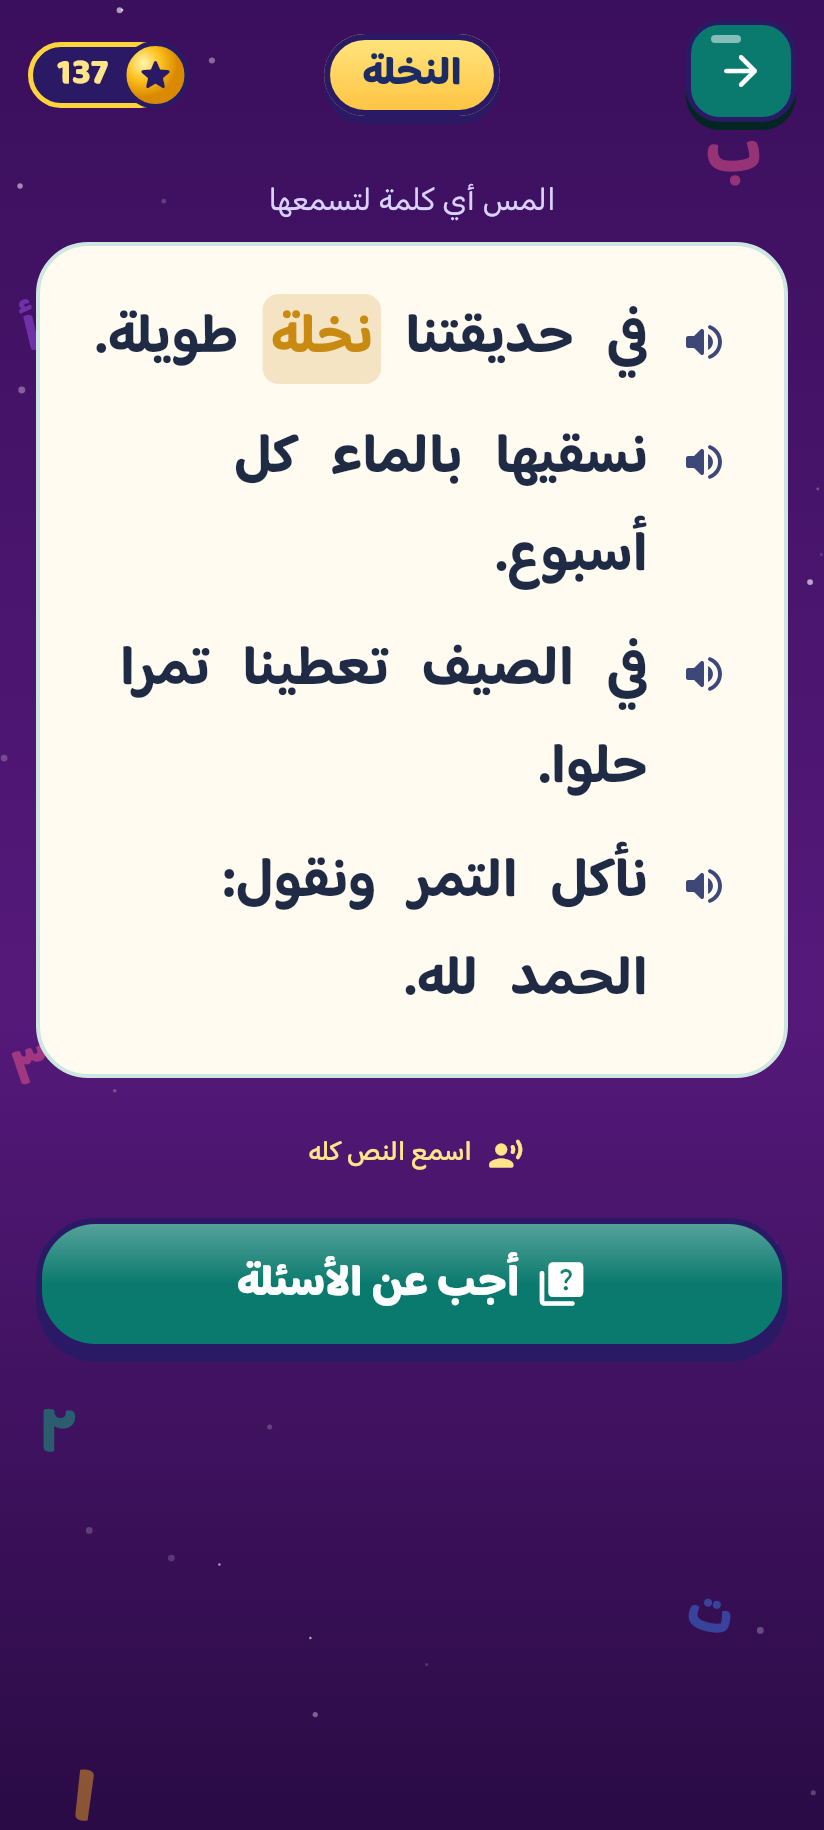 137
النخلة
ب
المس أي كلمة لتسمعها
أ
في حديقتنا نخلة طويلة.
نسقيها بالماء كل
أسبوع.
في الصيف تعطينا تمرا
حلوا.
نأكل التمر ونقول:
الحمد لله.
٣
اسمع النص كله
أجب عن الأسئلة
٢
ت
ا